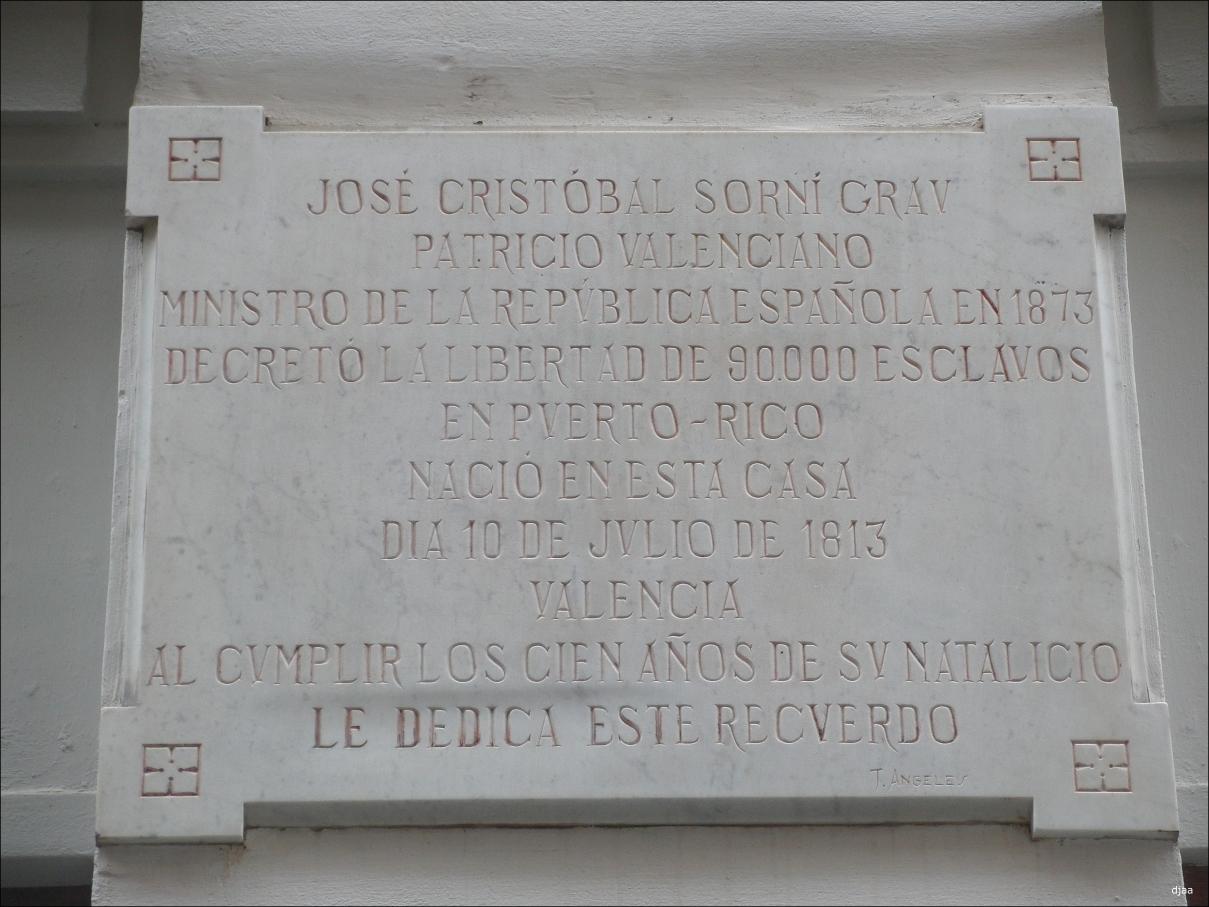 JOSÉ CRISTÓBAL SORNÍ GRAV
PATRICIO VALENCIANO
MINISTRO DE LA REPÚBLICA ESPAÑOLA EN 1873
DECRETÓ LA LIBERTAD DE 90.000 ESCLAVOS
EN PVERTO-RICO
NACIÓ EN ESTA CASA
DIA 10 DE JVLIO DE 1813
VALENCIA
AL CVMPLIR LOS CIEN AÑOS DE SV NATALICIO
LE DEDICA ESTE RECVERDO
T. ANGELES
djaa